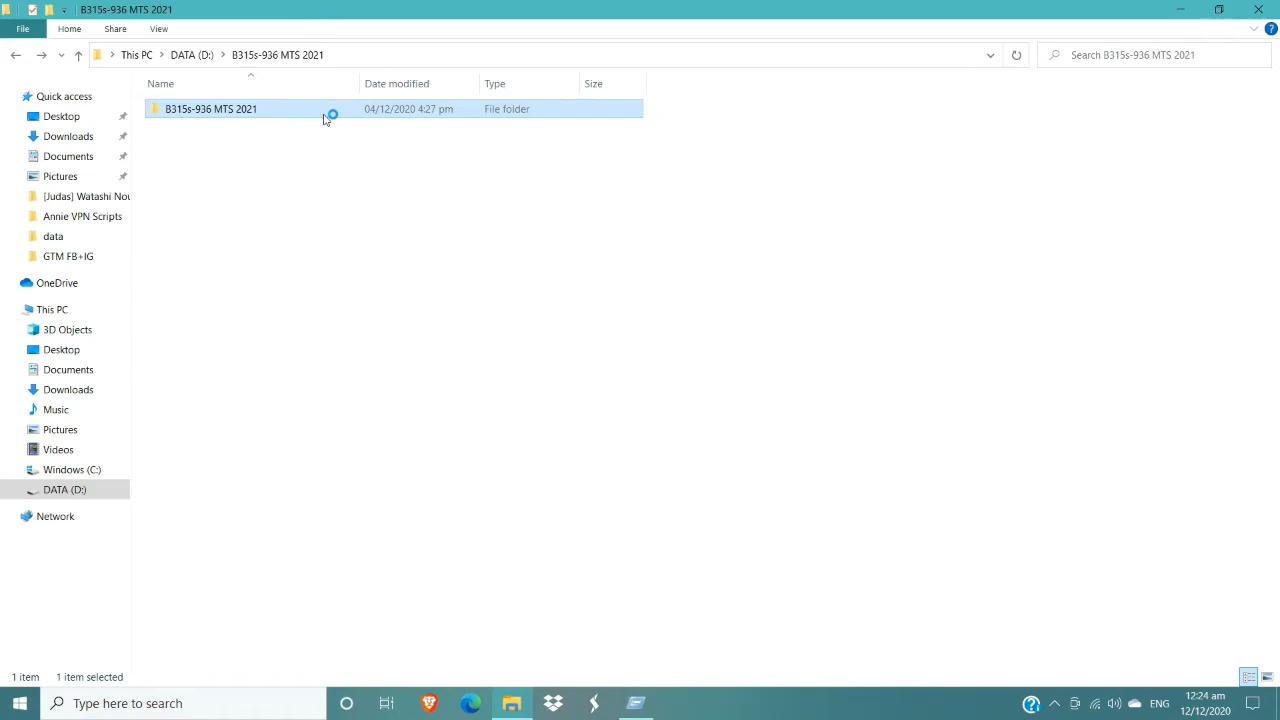 B315s-936 MTS 2021
File
Home
Share
View
This PC
DATA (D:)
B315s-936 MTS 2021
Search B315s-936 MTS 2021
Name
Date modified
Type
Size
B315s-936 MTS 2021
04/12/2020 4:27 pm
File folder
Quick access
Desktop
Downloads
Documents
Pictures
[Judas] Watashi Nou
Annie VPN Scripts
data
GTM FB+IG
OneDrive
This PC
3D Objects
Desktop
Documents
Downloads
Music
Pictures
Videos
Windows (C:)
DATA (D:)
Network
1 item
1 item selected
Type here to search
ENG
12:24 am
12/12/2020